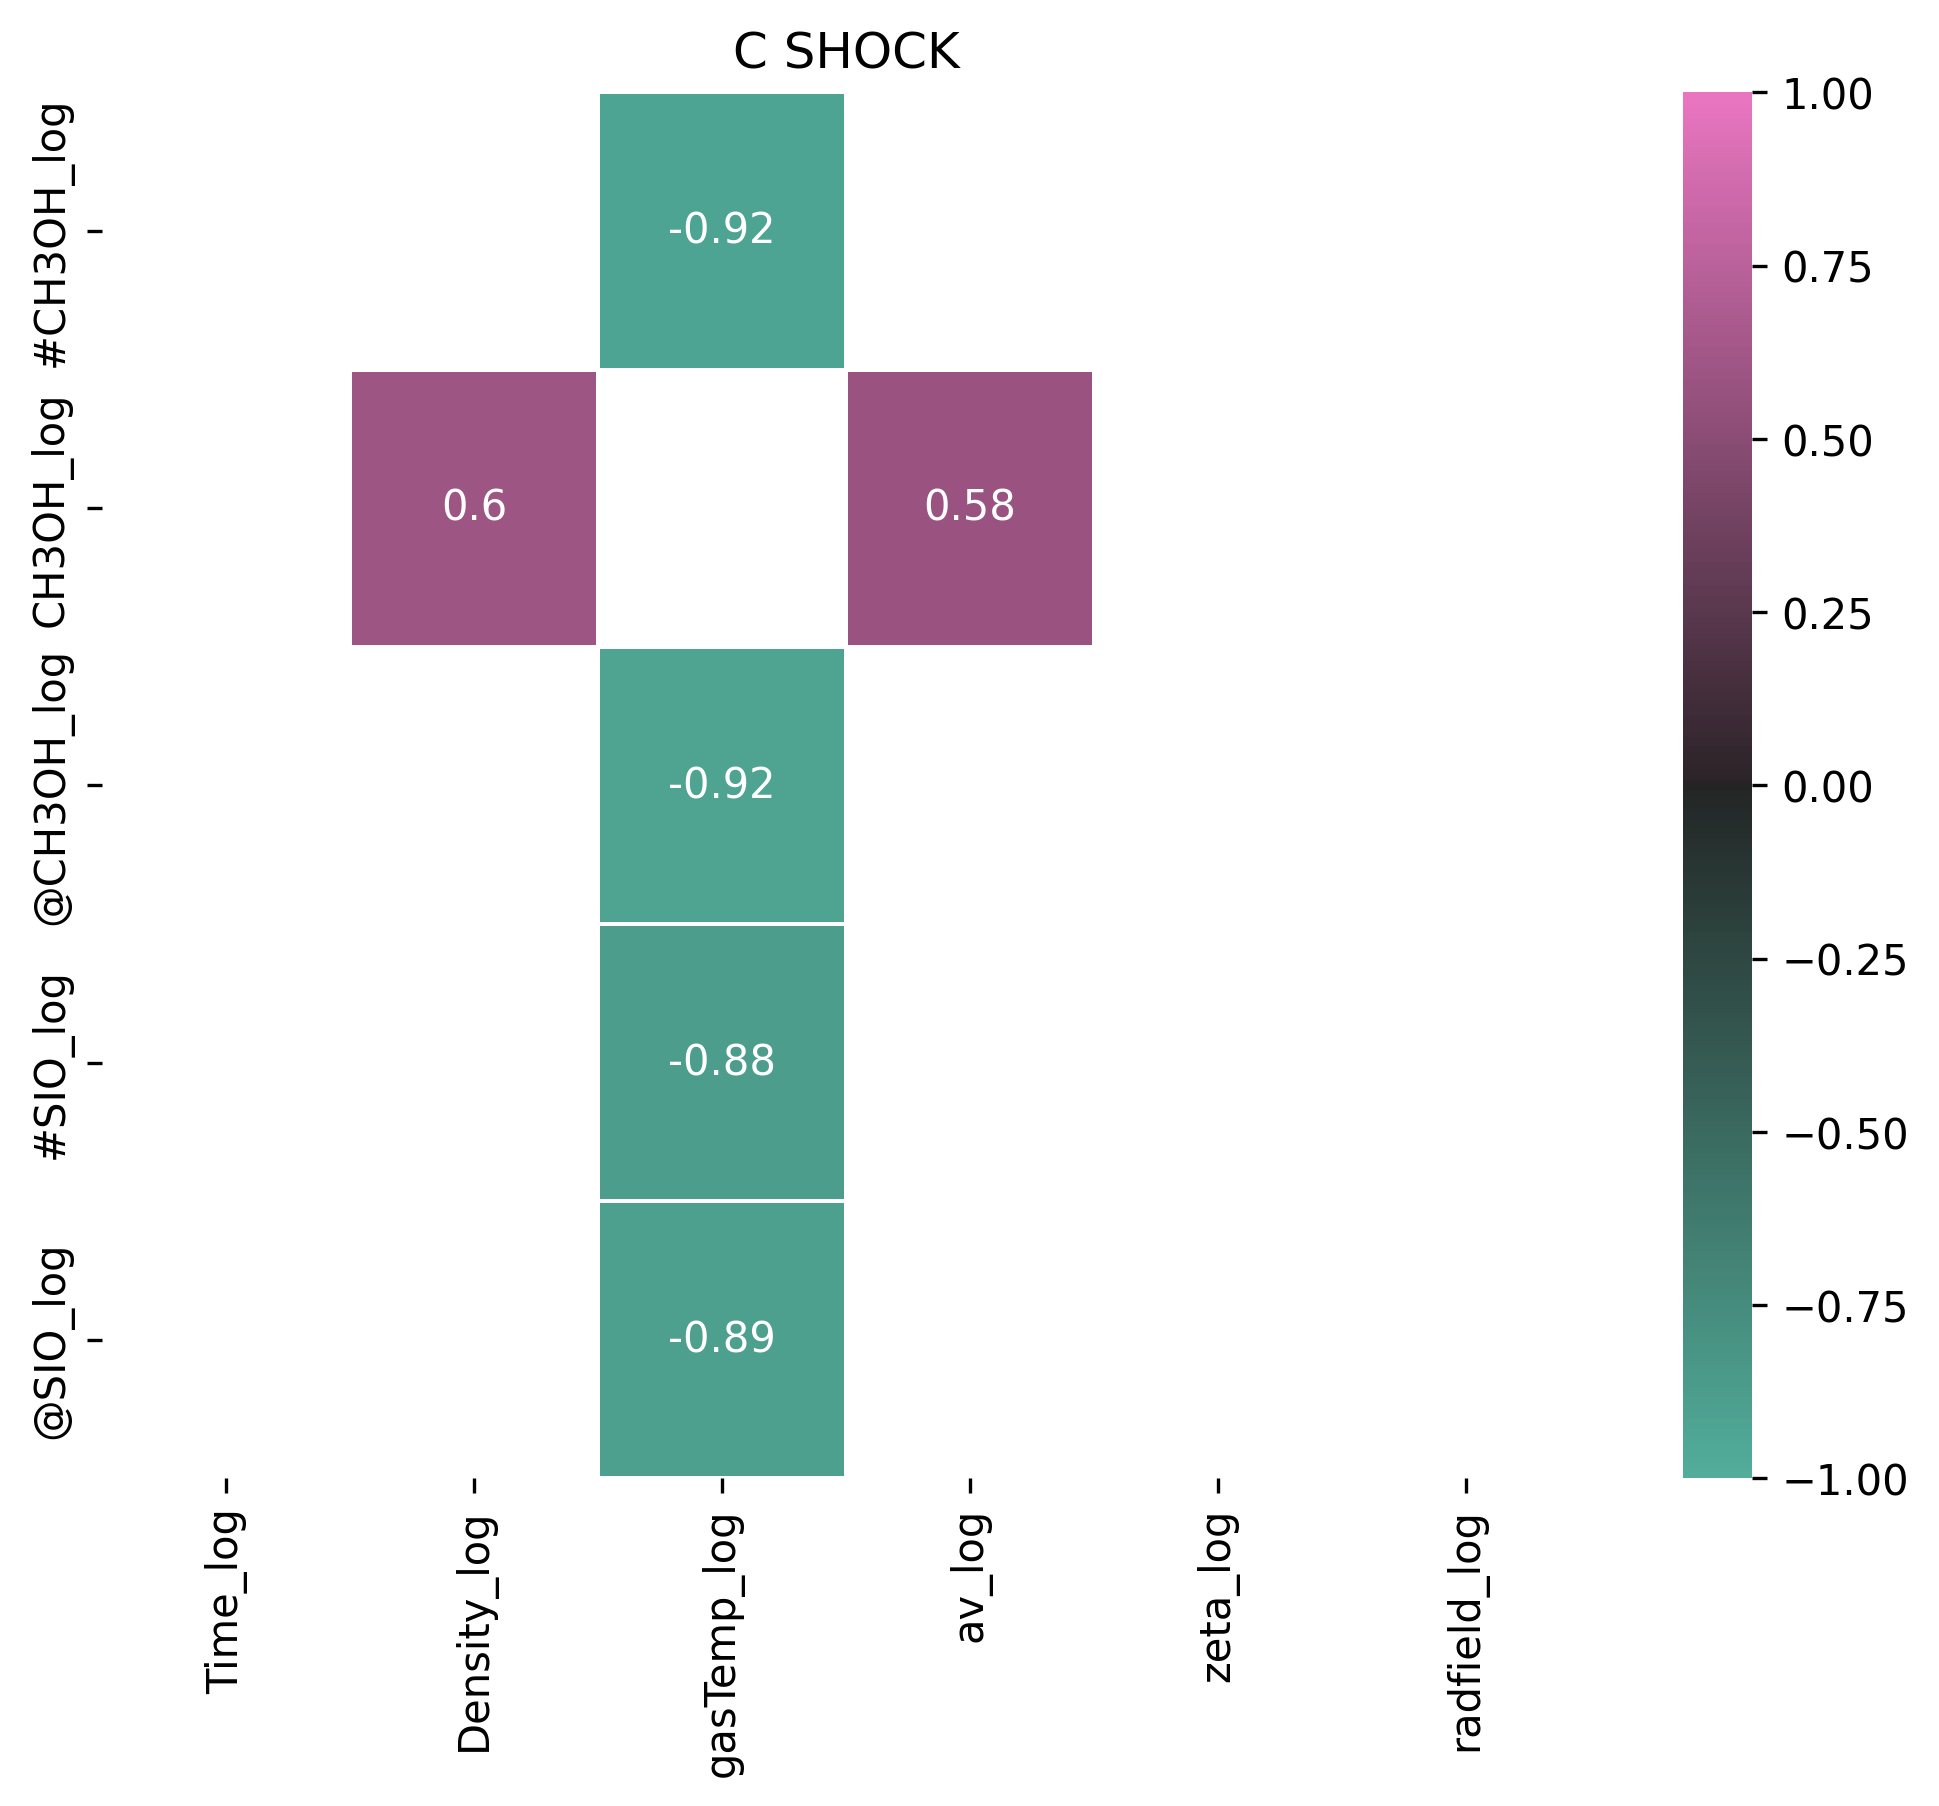 C SHOCK
#CH3OH_log
CH3OH_log
@CH3OH_log
#SIO_log
@SIO_log
-0.92
0.6
0.58
-0.92
-0.88
-0.89
Time_log
Density_log
gasTemp_log
av_log
zeta_log
radfield_log
1.00
0.75
0.50
0.25
0.00
−0.25
−0.50
−0.75
−1.00